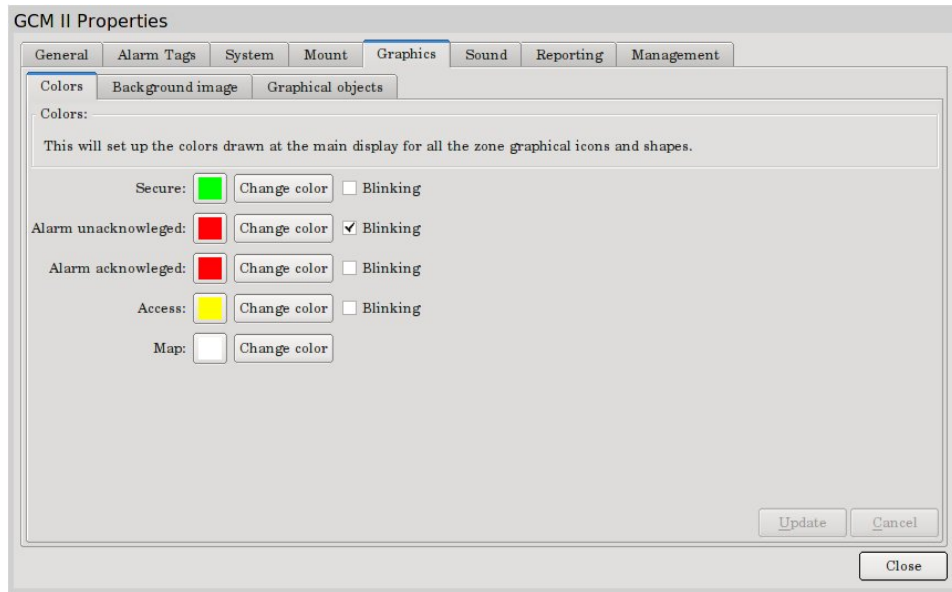 GCM II Properties
General Alarm Tags System Mount Graphics Sound Reporting Management
Colors Background image Graphical objects
Colors:
This will set up the colors drawn at the main display for all the zone graphical icons and shapes.
Secure: Change color Blinking
Alarm unacknowleged: Change color Blinking
Alarm acknowleged: Change color Blinking
Access: Change color Blinking
Map: Change color
Update Cancel
Close